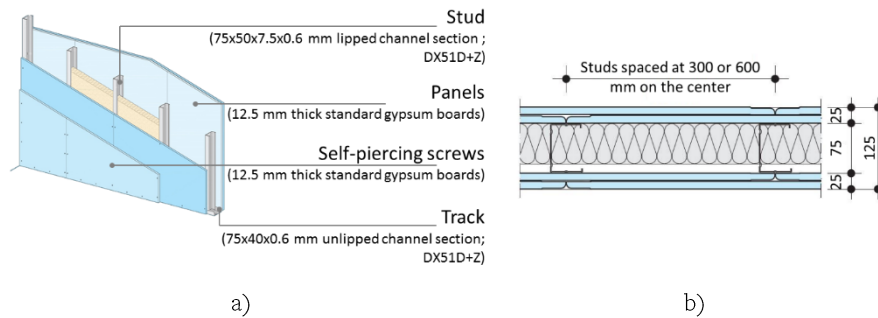 Stud
(75x50x7.5x0.6 mm lipped channel section ;
DX51D+Z)
Panels
(12.5 mm thick standard gypsum boards)
Self-piercing screws
(12.5 mm thick standard gypsum boards)
Track
(75x40x0.6 mm unlipped channel section;
DX51D+Z)
a)
Studs spaced at 300 or 600
mm on the center
25
75
125
25
b)